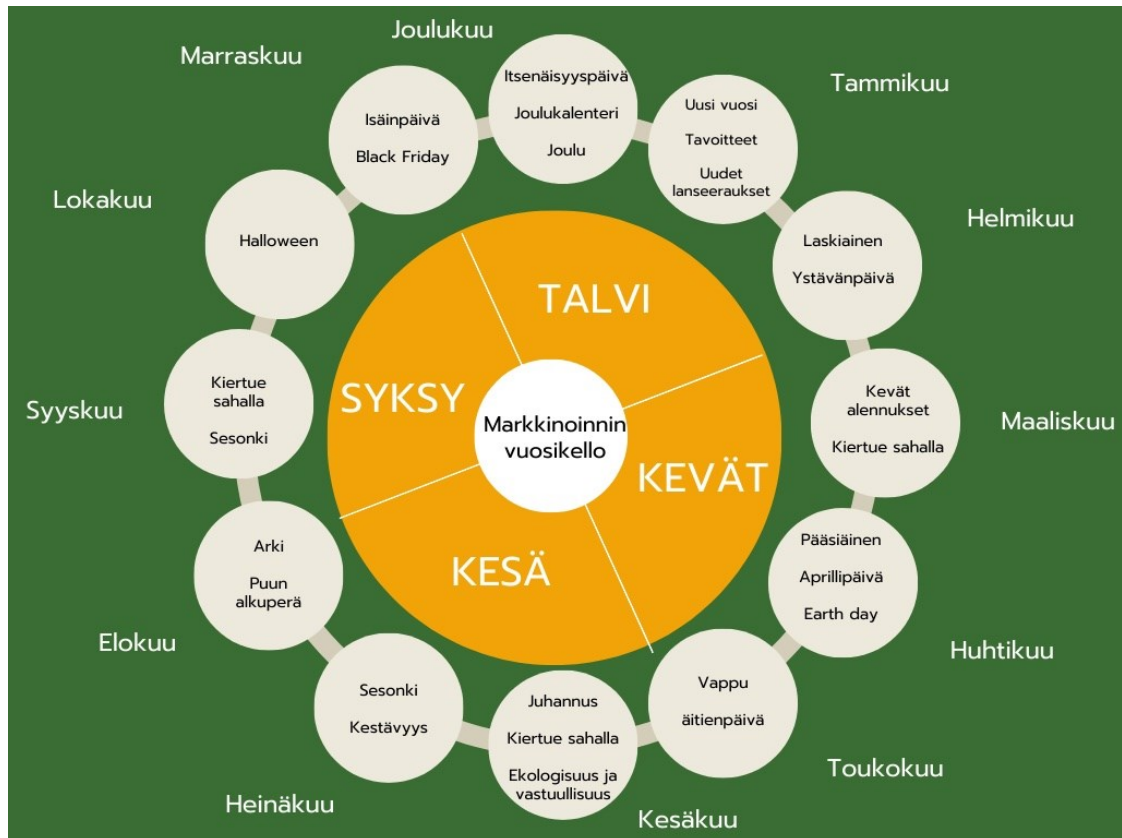 Joulukuu
Itsenäisyyspäivä
Joulukalenteri
Joulu
Tammikuu
Uusi vuosi
Tavoitteet
Uudet
lanseeraukset
Helmikuu
Laskiainen
Ystävänpäivä
Maaliskuu
Kevät
alennukset
Kiertue sahalla
Huhtikuu
Pääsiäinen
Aprillipäivä
Earth day
Toukokuu
Vappu
äitienpäivä
Kesäkuu
Juhannus
Kiertue sahalla
Ekologisuus ja
vastuullisuus
Heinäkuu
Sesonki
Kestävyys
Elokuu
Arki
Puun
alkuperä
Syyskuu
Kiertue
sahalla
Sesonki
Lokakuu
Halloween
Marraskuu
Isäinpäivä
Black Friday
TALVI
KEVÄT
KESÄ
SYKSY
Markkinoinnin
vuosikello